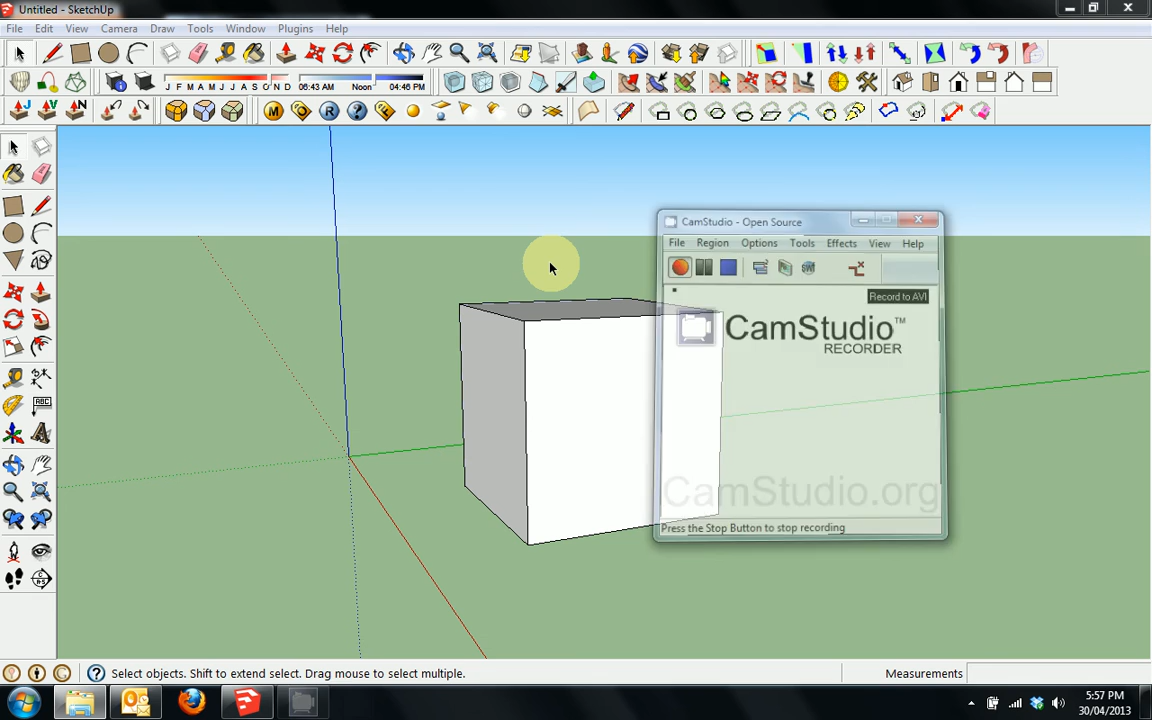 Untitled - SketchUp
File Edit View Camera Draw Tools Window Plugins Help
J F M A M J J A S O N D 06:43 AM Noon 04:46 PM
J V N M O R ? F
CamStudio - Open Source
File Region Options Tools Effects View Help
SWF
Record to AVI
CamStudio™
RECORDER
CamStudio.org
Press the Stop Button to stop recording
ABC
Select objects. Shift to extend select. Drag mouse to select multiple.
Measurements
5:57 PM
30/04/2013